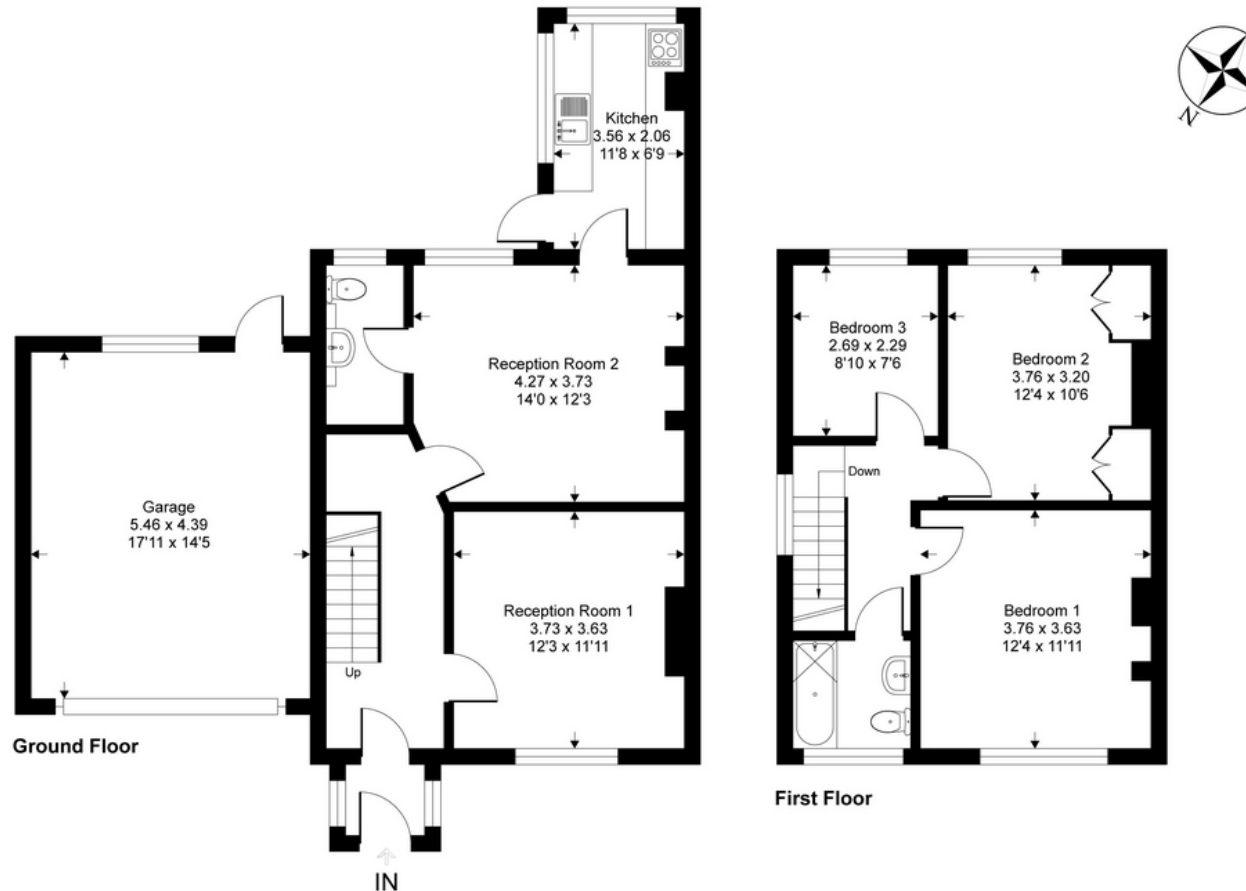 N
Kitchen
3.56 x 2.06
11'8 x 6'9
Reception Room 2
4.27 x 3.73
14'0 x 12'3
Garage
5.46 x 4.39
17'11 x 14'5
Reception Room 1
3.73 x 3.63
12'3 x 11'11
Up
Ground Floor
IN
Bedroom 3
2.69 x 2.29
8'10 x 7'6
Bedroom 2
3.76 x 3.20
12'4 x 10'6
Down
Bedroom 1
3.76 x 3.63
12'4 x 11'11
First Floor